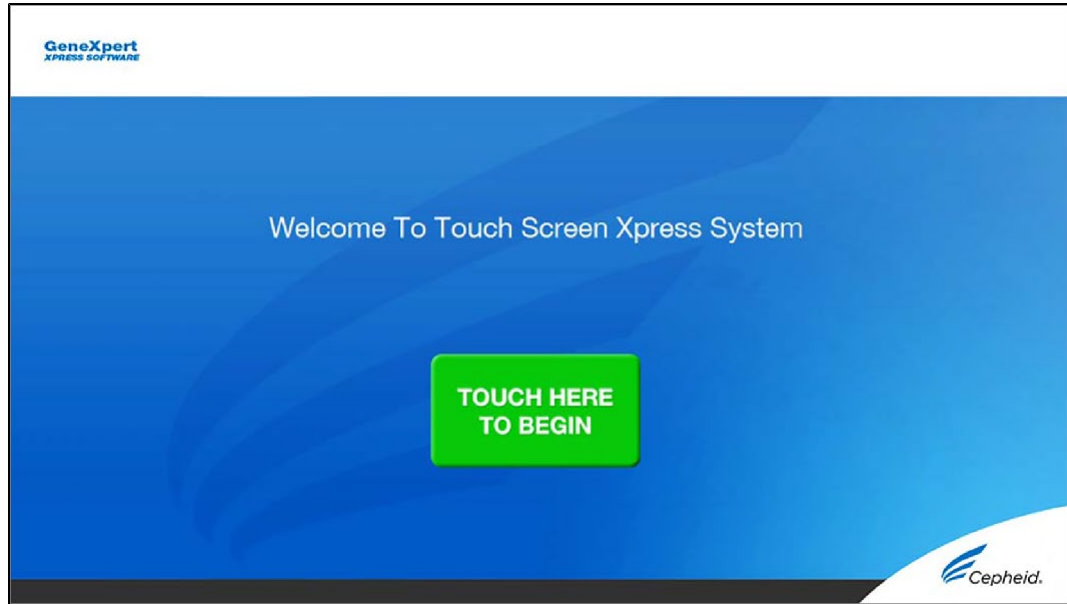 GeneXpert
XPRESS SOFTWARE
Welcome To Touch Screen Xpress System
TOUCH HERE
TO BEGIN
Cepheid.